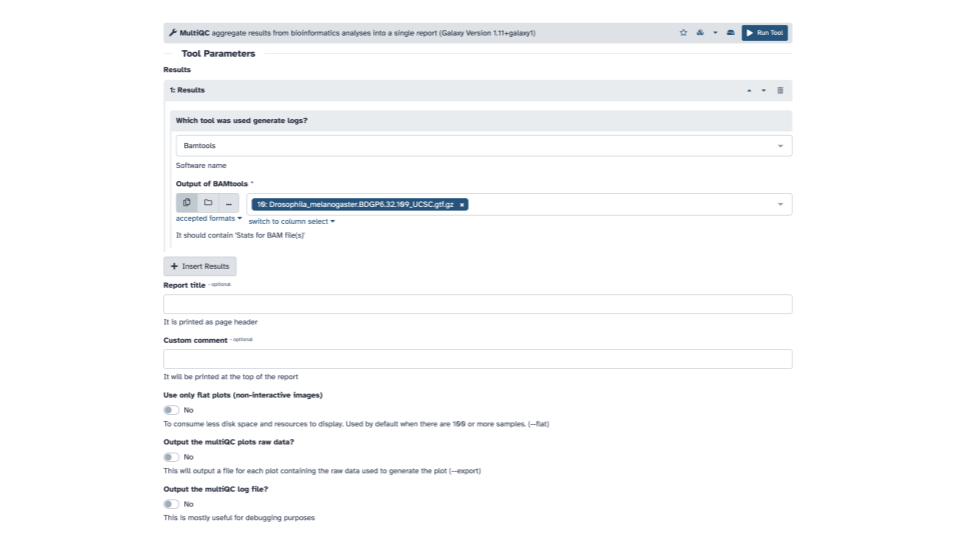 MultiQC aggregate results from bioinformatics analyses into a single report (Galaxy Version 1.11+galaxy1) Run Tool
Tool Parameters
Results
1: Results
Which tool was used generate logs?
Bamtools
Software name
Output of BAMtools *
10: Drosophila_melanogaster.BDGP6.32.109_UCSC.gtf.gz ×
accepted formats switch to column select
It should contain 'Stats for BAM file(s)'
+ Insert Results
Report title - optional
It is printed as page header
Custom comment - optional
It will be printed at the top of the report
Use only flat plots (non-interactive images)
No
To consume less disk space and resources to display. Used by default when there are 100 or more samples. (--flat)
Output the multiQC plots raw data?
No
This will output a file for each plot containing the raw data used to generate the plot (--export)
Output the multiQC log file?
No
This is mostly useful for debugging purposes